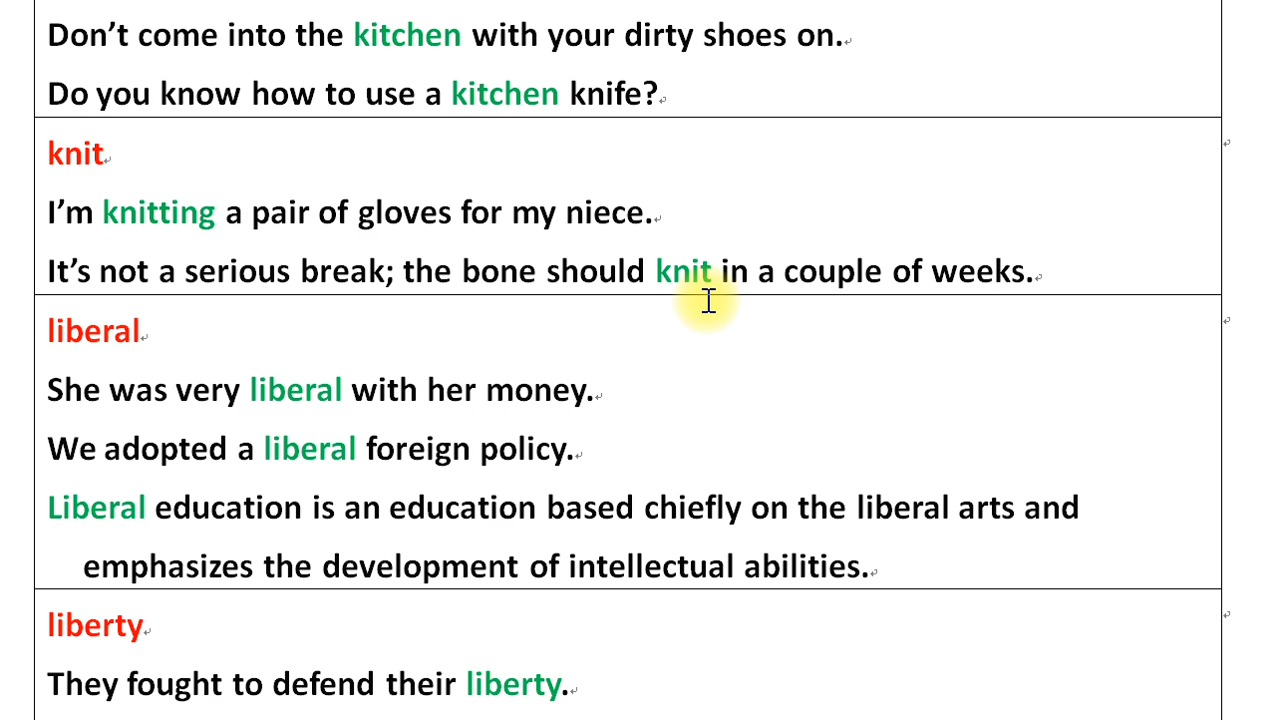 Don’t come into the kitchen with your dirty shoes on.
Do you know how to use a kitchen knife?
knit
I’m knitting a pair of gloves for my niece.
It’s not a serious break; the bone should knit in a couple of weeks.
liberal
She was very liberal with her money.
We adopted a liberal foreign policy.
Liberal education is an education based chiefly on the liberal arts and
emphasizes the development of intellectual abilities.
liberty
They fought to defend their liberty.